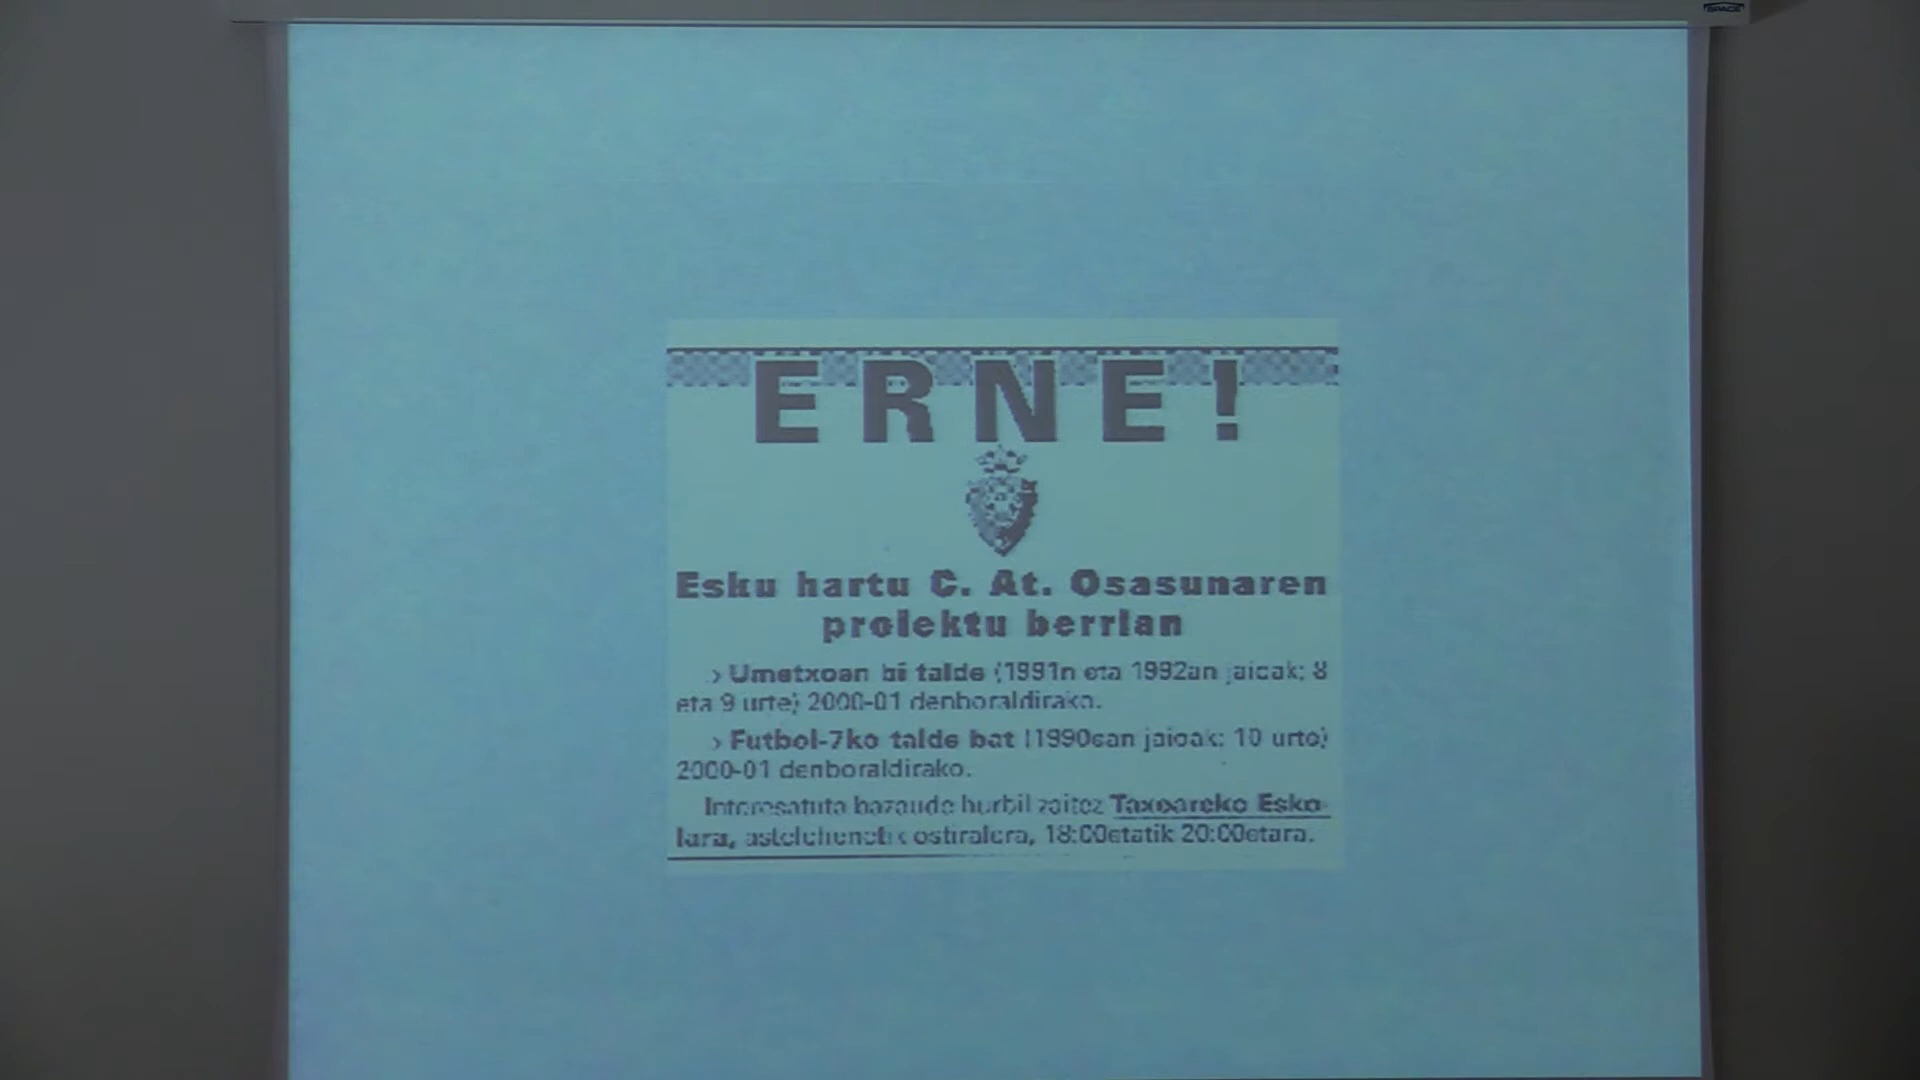 SPACE
ERNE!
Esku hartu C. At. Osasunaren
proiektu berrian
› Umetxoan bi talde (1991n eta 1992an jaioak; 8
eta 9 urte) 2000-01 denboraldirako.
› Futbol-7ko talde bat (1990ean jaioak; 10 urte)
2000-01 denboraldirako.
Interesatuta bazaude hurbil zaitez Taxoareko Esko-
lara, astelehenetik ostiralera, 18:00etatik 20:00etara.